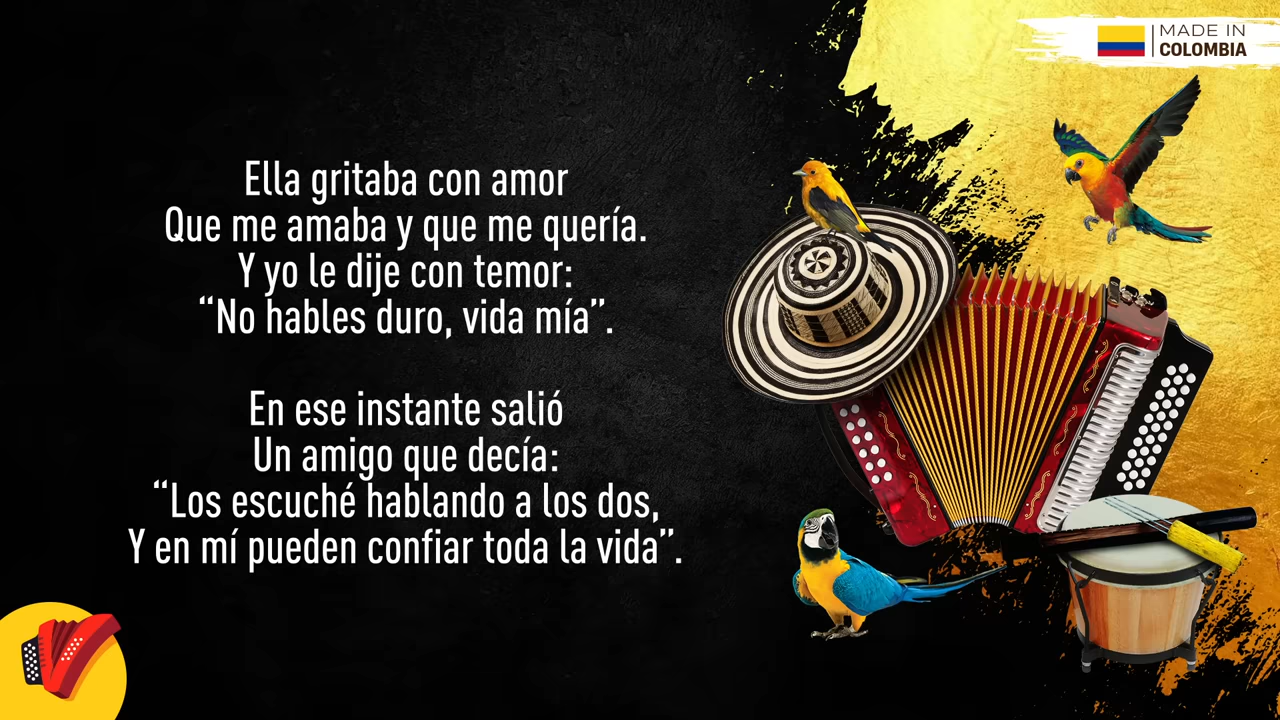 MADE IN
COLOMBIA
Ella gritaba con amor
Que me amaba y que me quería.
Y yo le dije con temor:
“No hables duro, vida mía”.
En ese instante salió
Un amigo que decía:
“Los escuché hablando a los dos,
Y en mí pueden confiar toda la vida”.